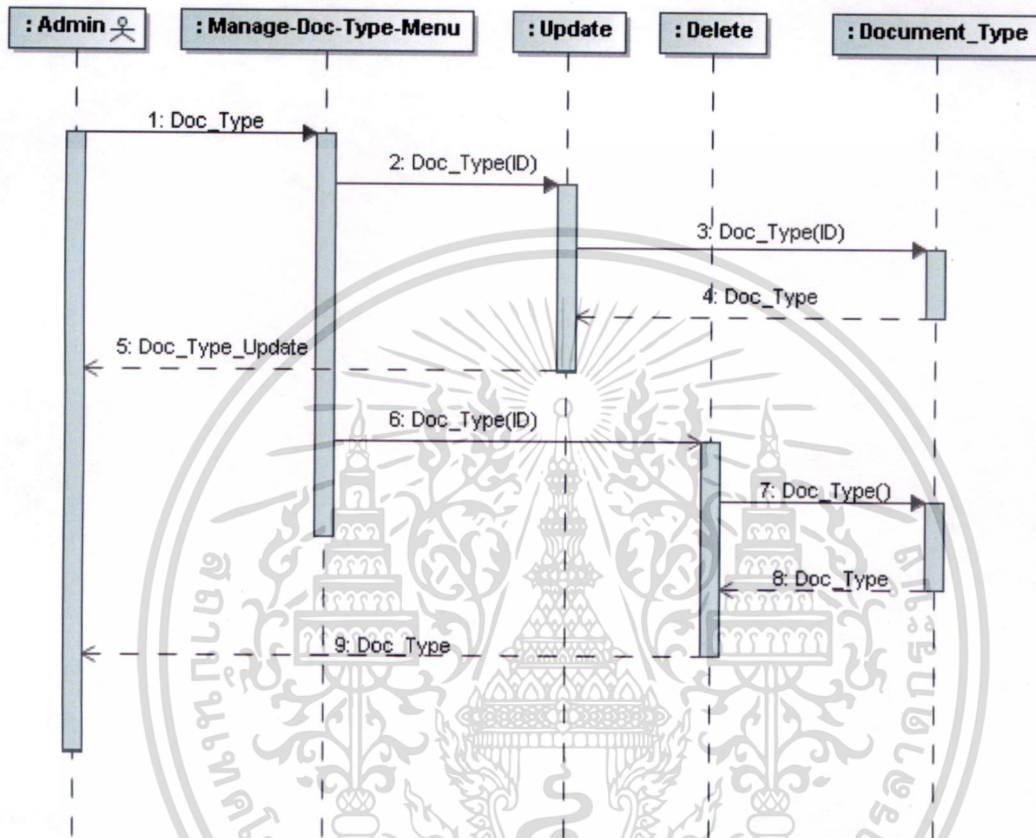 : Admin
: Manage-Doc-Type-Menu
: Update
: Delete
: Document_Type
1: Doc_Type
2: Doc_Type(ID)
3: Doc_Type(ID)
4: Doc_Type
5: Doc_Type_Update
6: Doc_Type(ID)
7: Doc_Type()
8: Doc_Type
9: Doc_Type